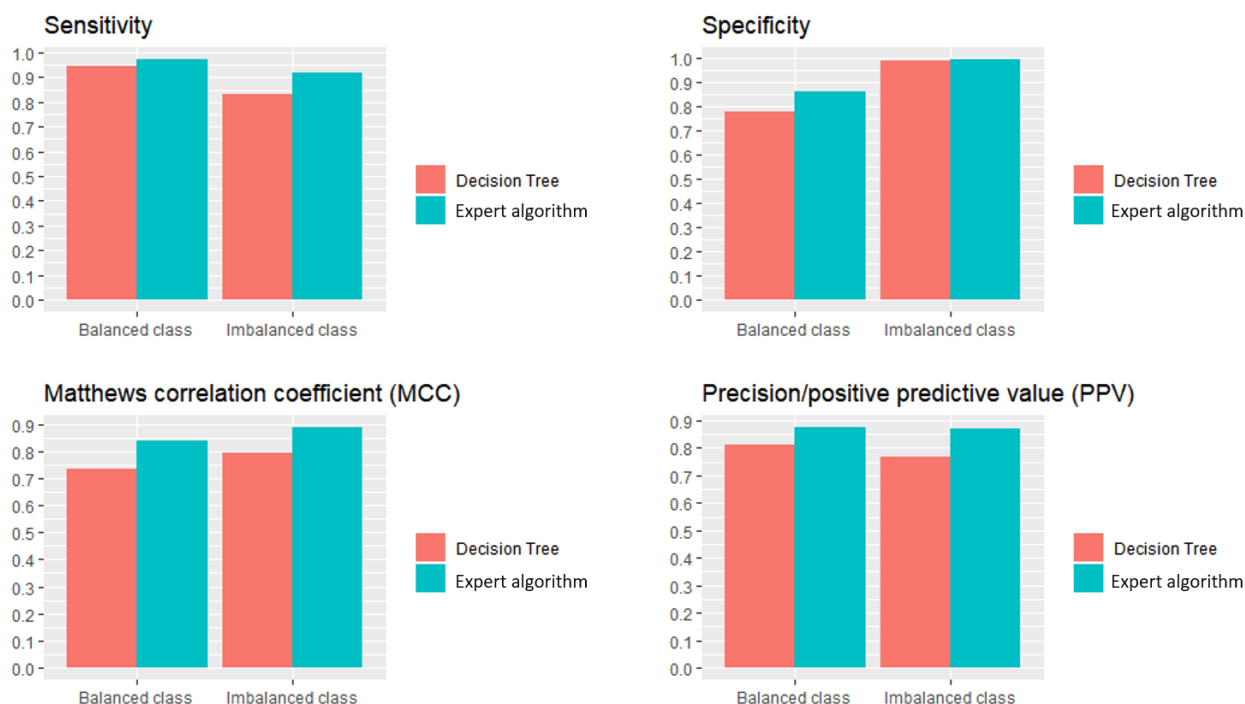 Sensitivity
1.0
0.9
0.8
0.7
0.6
0.5
0.4
0.3
0.2
0.1
0.0
Balanced class
Imbalanced class
Decision Tree
Expert algorithm
Specificity
1.0
0.9
0.8
0.7
0.6
0.5
0.4
0.3
0.2
0.1
0.0
Balanced class
Imbalanced class
Decision Tree
Expert algorithm
Matthews correlation coefficient (MCC)
0.9
0.8
0.7
0.6
0.5
0.4
0.3
0.2
0.1
0.0
Balanced class
Imbalanced class
Decision Tree
Expert algorithm
Precision/positive predictive value (PPV)
0.9
0.8
0.7
0.6
0.5
0.4
0.3
0.2
0.1
0.0
Balanced class
Imbalanced class
Decision Tree
Expert algorithm